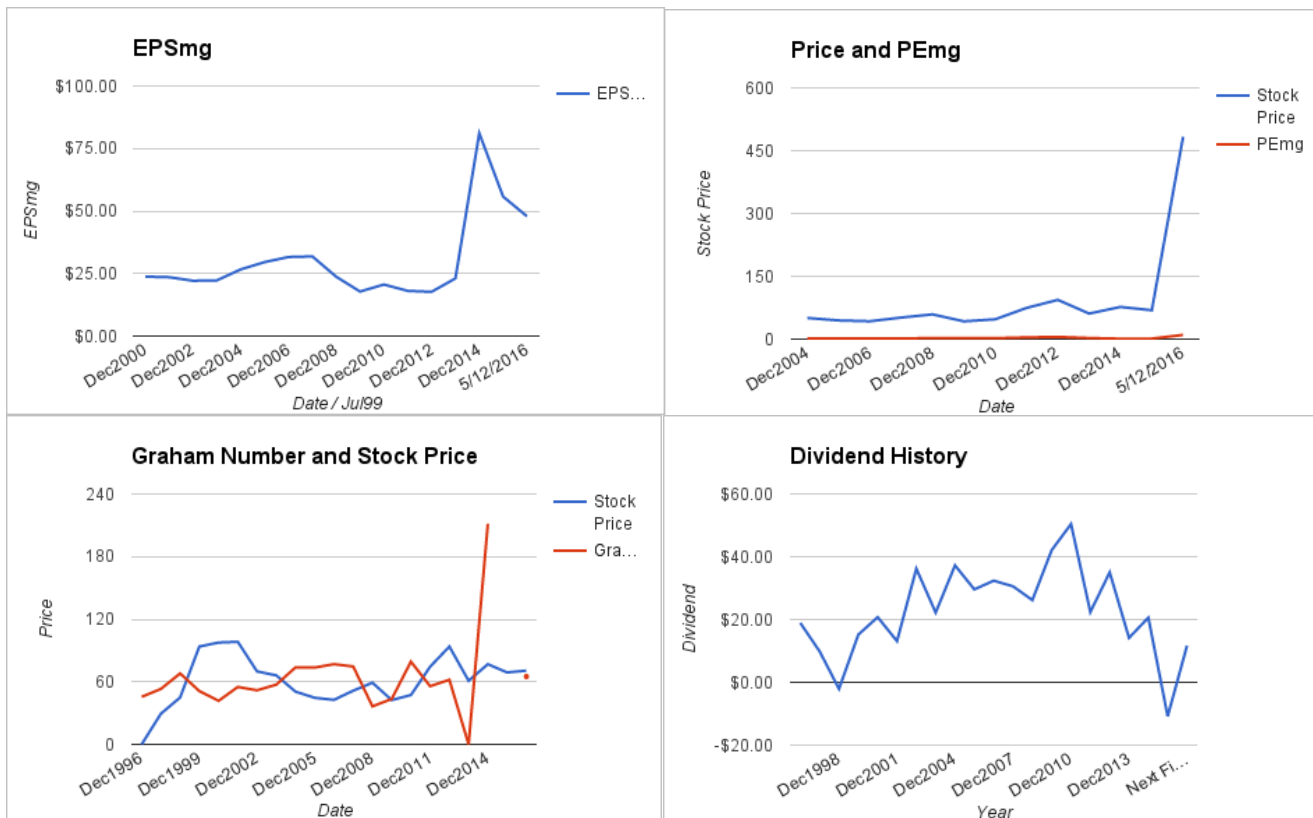 EPSmg
$100.00
$75.00
$50.00
$25.00
$0.00
EPSmg
EPS...
Dec2000
Dec2002
Dec2004
Dec2006
Dec2008
Dec2010
Dec2012
Dec2014
5/12/2016
Date / Jul99
Price and PEmg
600
450
300
150
0
Stock Price
Stock
Price
PEmg
Dec2004
Dec2006
Dec2008
Dec2010
Dec2012
Dec2014
5/12/2016
Date
Graham Number and Stock Price
240
180
120
60
0
Price
Stock
Price
Gra...
Dec1996
Dec1999
Dec2002
Dec2005
Dec2008
Dec2011
Dec2014
Date
Dividend History
$60.00
$40.00
$20.00
$0.00
-$20.00
Dividend
Dec1998
Dec2001
Dec2004
Dec2007
Dec2010
Dec2013
Next Fi...
Year